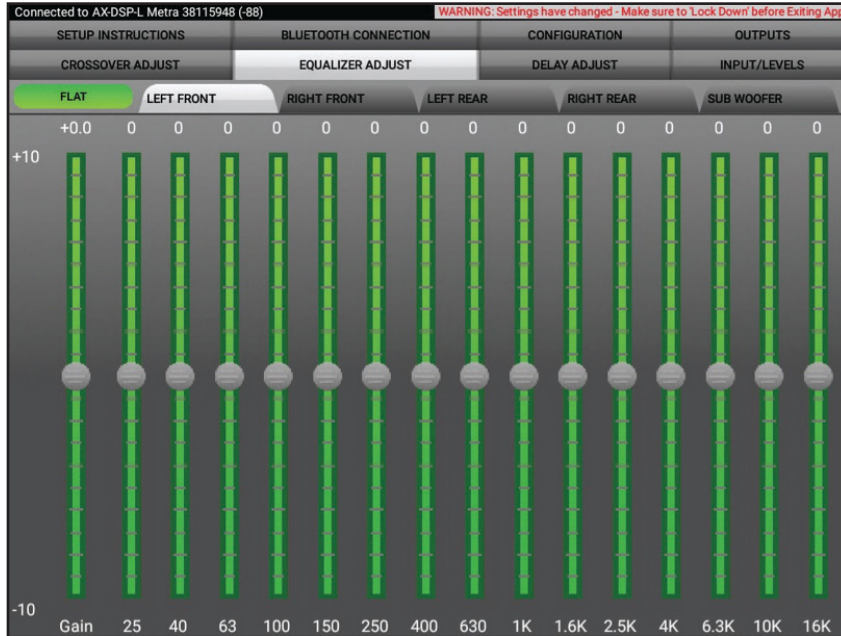 Connected to AX-DSP-L Metra 38115948 (-88) WARNING: Settings have changed - Make sure to 'Lock Down' before Exiting App
SETUP INSTRUCTIONS BLUETOOTH CONNECTION CONFIGURATION OUTPUTS
CROSSOVER ADJUST EQUALIZER ADJUST DELAY ADJUST INPUT/LEVELS
FLAT LEFT FRONT RIGHT FRONT LEFT REAR RIGHT REAR SUB WOOFER
+0.0 0 0 0 0 0 0 0 0 0 0 0 0 0 0 0
+10
-10
Gain 25 40 63 100 150 250 400 630 1K 1.6K 2.5K 4K 6.3K 10K 16K